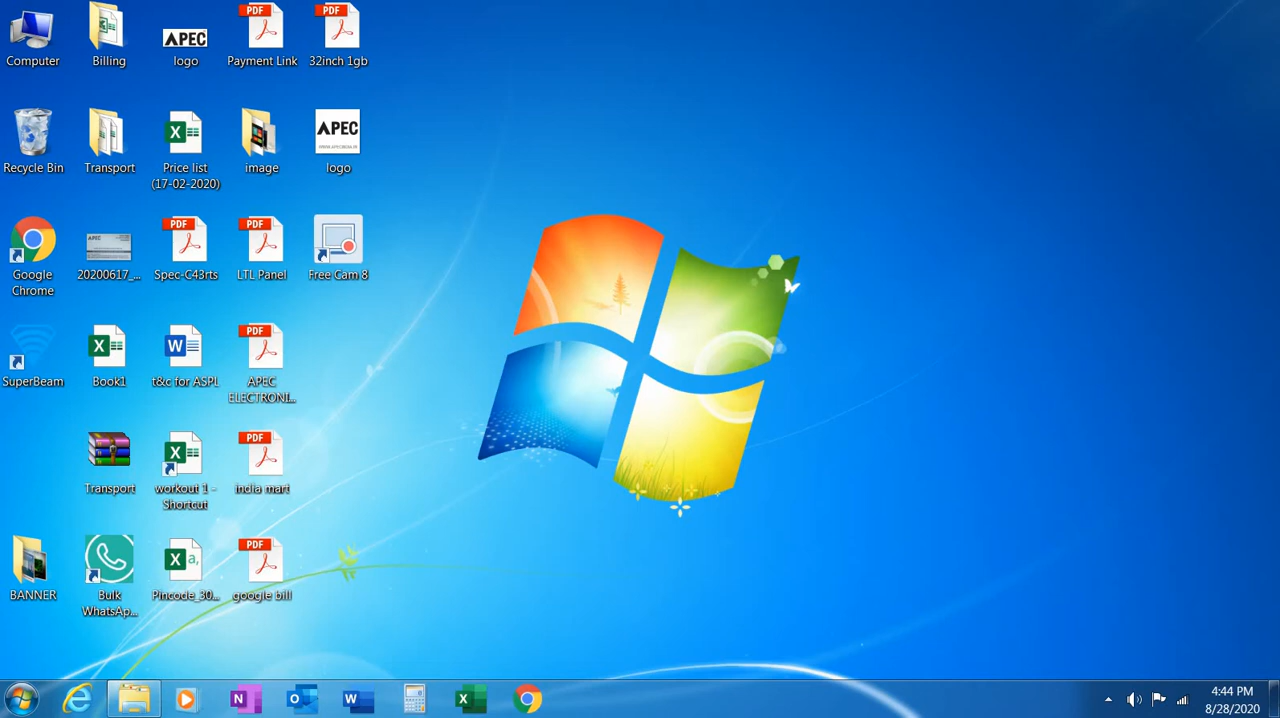 Computer
Billing
APEC
logo
PDF
Payment Link
PDF
32inch 1gb
Recycle Bin
Transport
Price list
(17-02-2020)
image
APEC
logo
Google
Chrome
APEC
20200617_...
PDF
Spec-C43rts
PDF
LTL Panel
Free Cam 8
SuperBeam
Book1
t&c for ASPL
PDF
APEC
ELECTRONI...
Transport
workout 1 -
Shortcut
PDF
india mart
BANNER
Bulk
WhatsAp...
a,
Pincode_30...
PDF
google bill
4:44 PM
8/28/2020